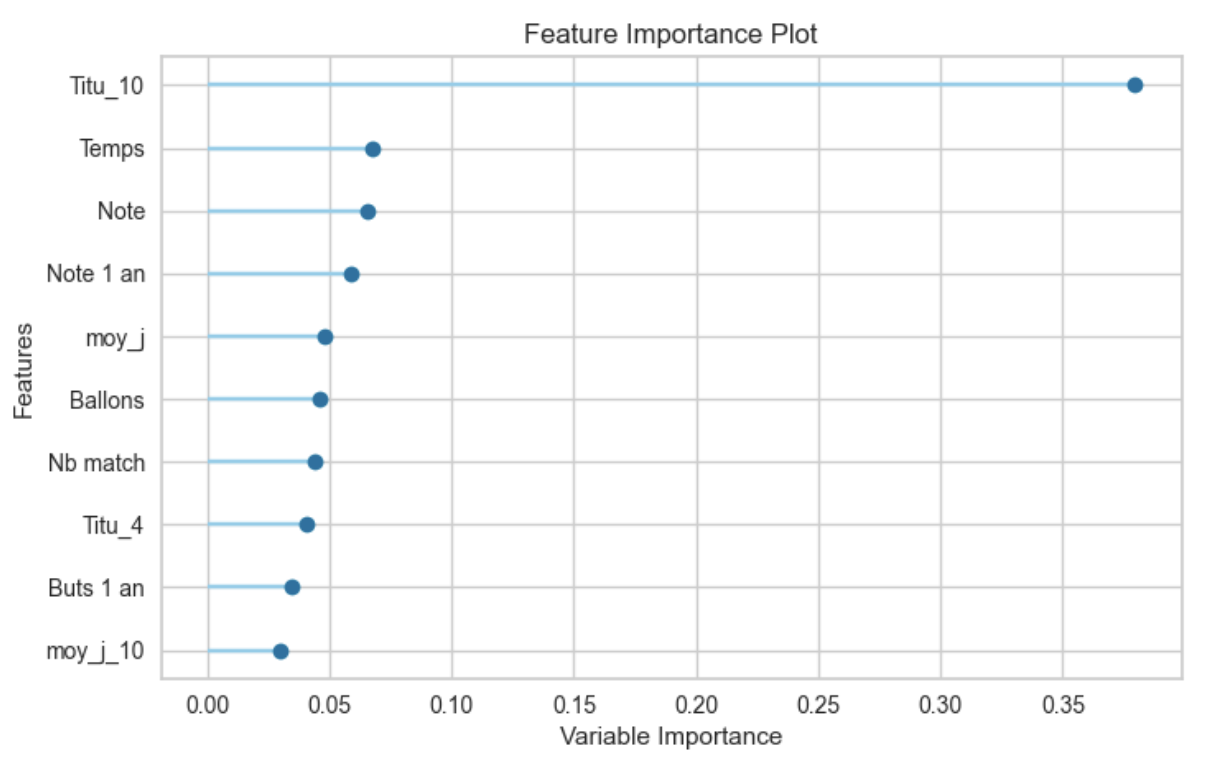 Feature Importance Plot
Titu_10
Temps
Note
Note 1 an
moy_j
Ballons
Nb match
Titu_4
Buts 1 an
moy_j_10
Features
0.00 0.05 0.10 0.15 0.20 0.25 0.30 0.35
Variable Importance